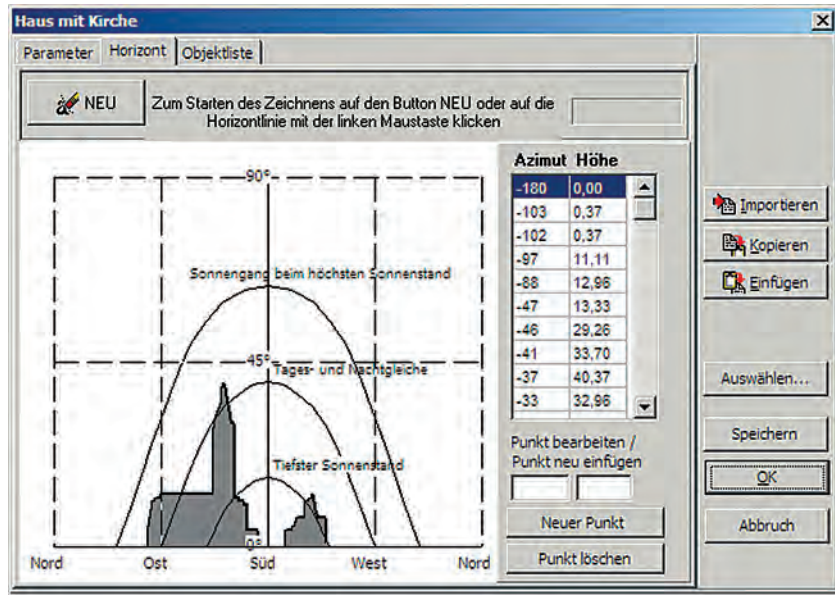 Haus mit Kirche
Parameter Horizont Objektliste
NEU
Zum Starten des Zeichnens auf den Button NEU oder auf die
Horizontlinie mit der linken Maustaste klicken
90°
Sonnengang beim höchsten Sonnenstand
45°
Tages- und Nachtgleiche
Tiefster Sonnenstand
0°
Nord Ost Süd West Nord
Azimut Höhe
-180 0,00
-103 0,37
-102 0,37
-97 11,11
-88 12,96
-47 13,33
-46 29,26
-41 33,70
-37 40,37
-33 32,96
Punkt bearbeiten /
Punkt neu einfügen
Neuer Punkt
Punkt löschen
Importieren
Kopieren
Einfügen
Auswählen...
Speichern
OK
Abbruch